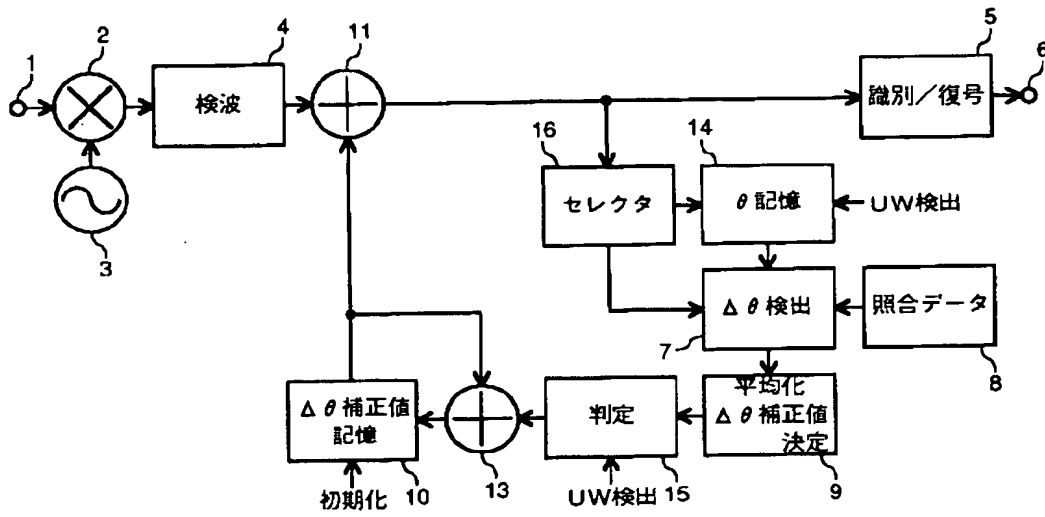 1
2
3
4
検波
11
5
識別／復号
6
16
セレクタ
14
θ記憶
UW検出
Δθ検出
7
照合データ
8
平均化
Δθ補正値
決定
9
判定
15
UW検出
13
Δθ補正値
記憶
10
初期化